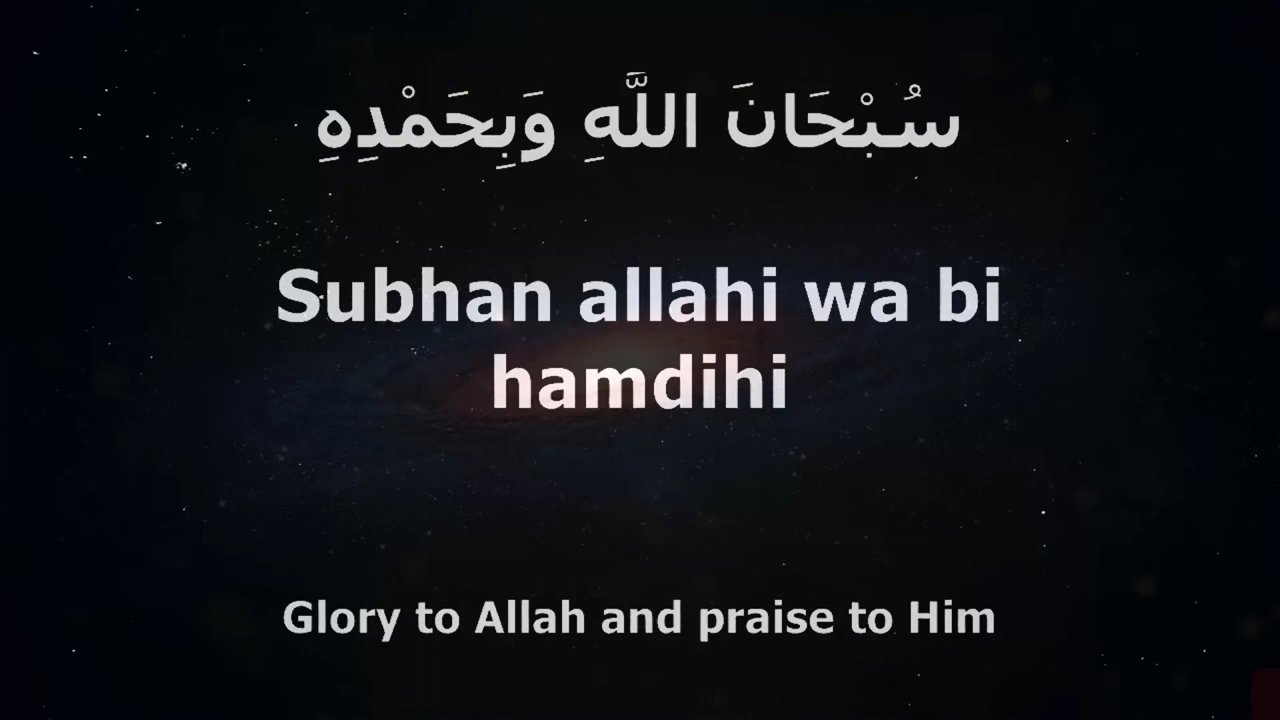 سُبْحَانَ اللَّهِ وَبِحَمْدِهِ
Subhan allahi wa bi
hamdihi
Glory to Allah and praise to Him